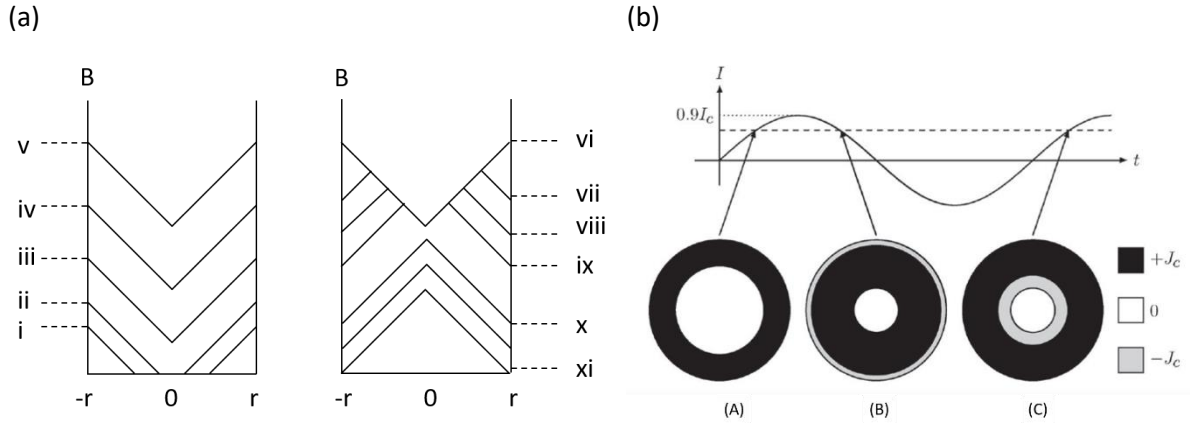 (a)
(b)
B
B
v
iv
iii
ii
i
-r
0
r
vi
vii
viii
ix
x
xi
-r
0
r
I
0.9I_c
t
+J_c
0
−J_c
(A)
(B)
(C)